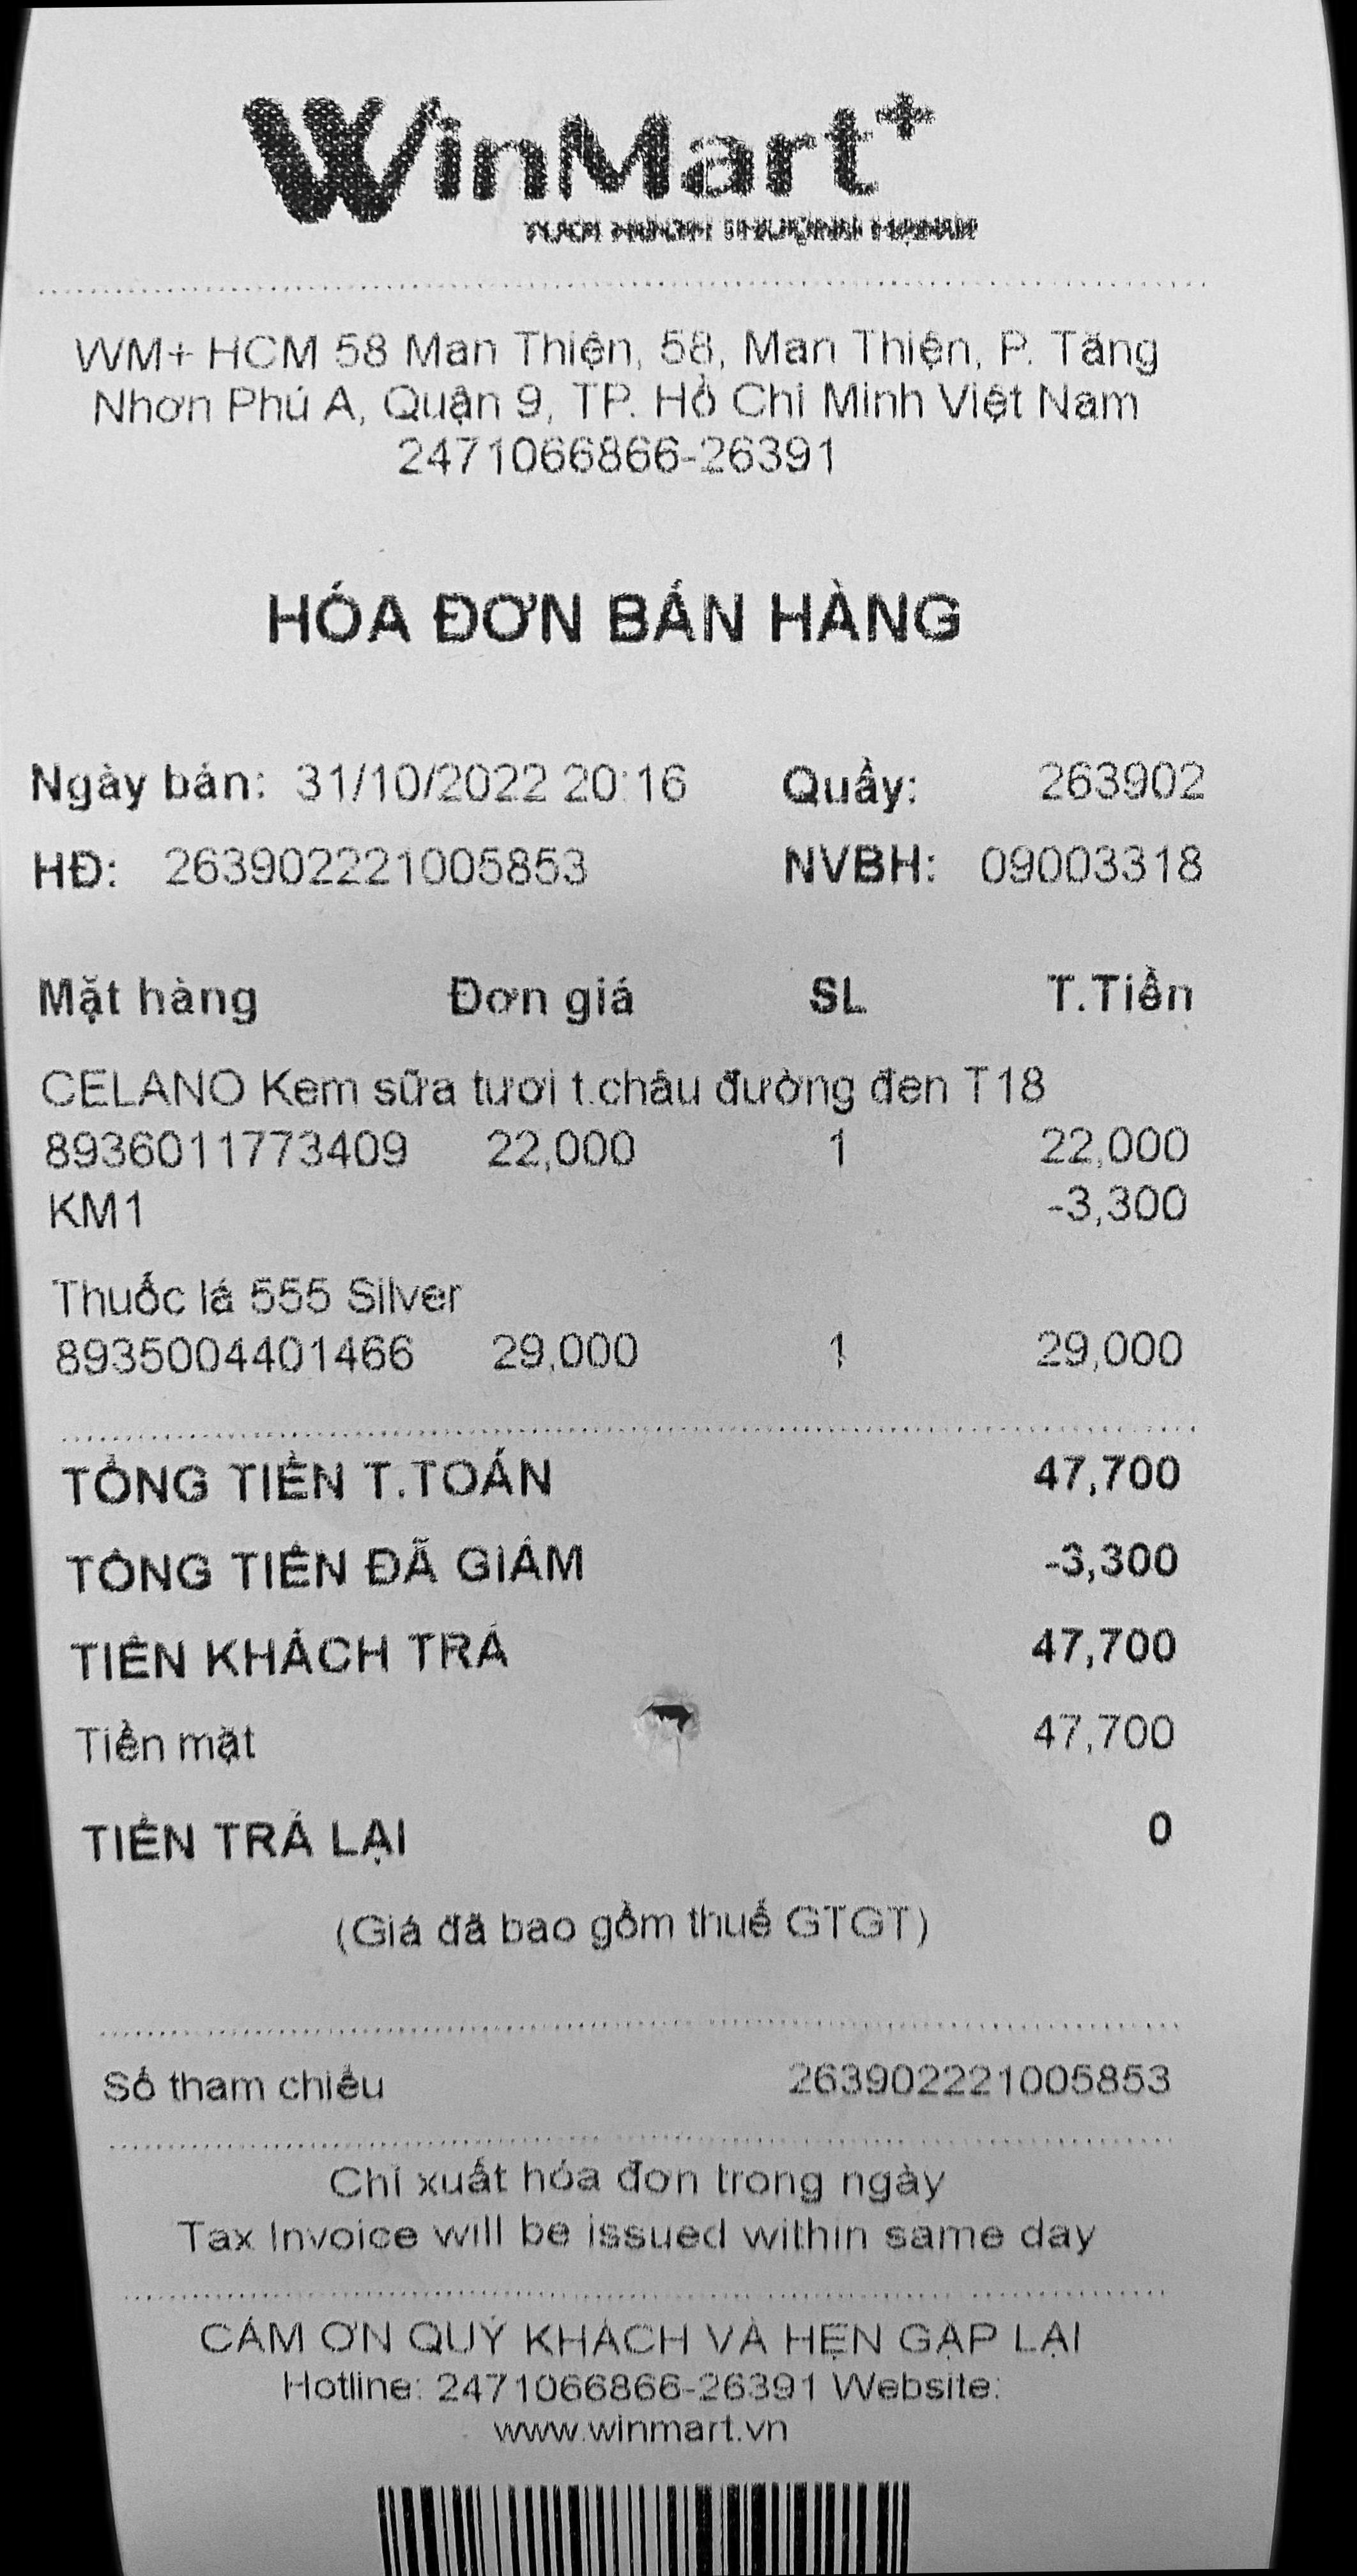 WinMart+
WM+ HCM 58 Man Thiện, 58, Man Thiện, P. Tăng
Nhơn Phú A, Quận 9, TP. Hồ Chí Minh Việt Nam
2471066866-26391
HÓA ĐƠN BÁN HÀNG
Ngày bán: 31/10/2022 20:16 Quầy: 263902
HĐ: 263902221005853 NVBH: 09003318
Mặt hàng Đơn giá SL T.Tiền
CELANO Kem sữa tươi t.châu đường đen T18
8936011773409 22,000 1 22,000
KM1 -3,300
Thuốc lá 555 Silver
8935004401466 29,000 1 29,000
TỔNG TIỀN T.TOÁN 47,700
TỔNG TIỀN ĐÃ GIẢM -3,300
TIỀN KHÁCH TRẢ 47,700
Tiền mặt 47,700
TIỀN TRẢ LẠI 0
(Giá đã bao gồm thuế GTGT)
Số tham chiếu 263902221005853
Chỉ xuất hóa đơn trong ngày
Tax Invoice will be issued within same day
CẢM ƠN QUÝ KHÁCH VÀ HẸN GẶP LẠI
Hotline: 2471066866-26391 Website:
www.winmart.vn